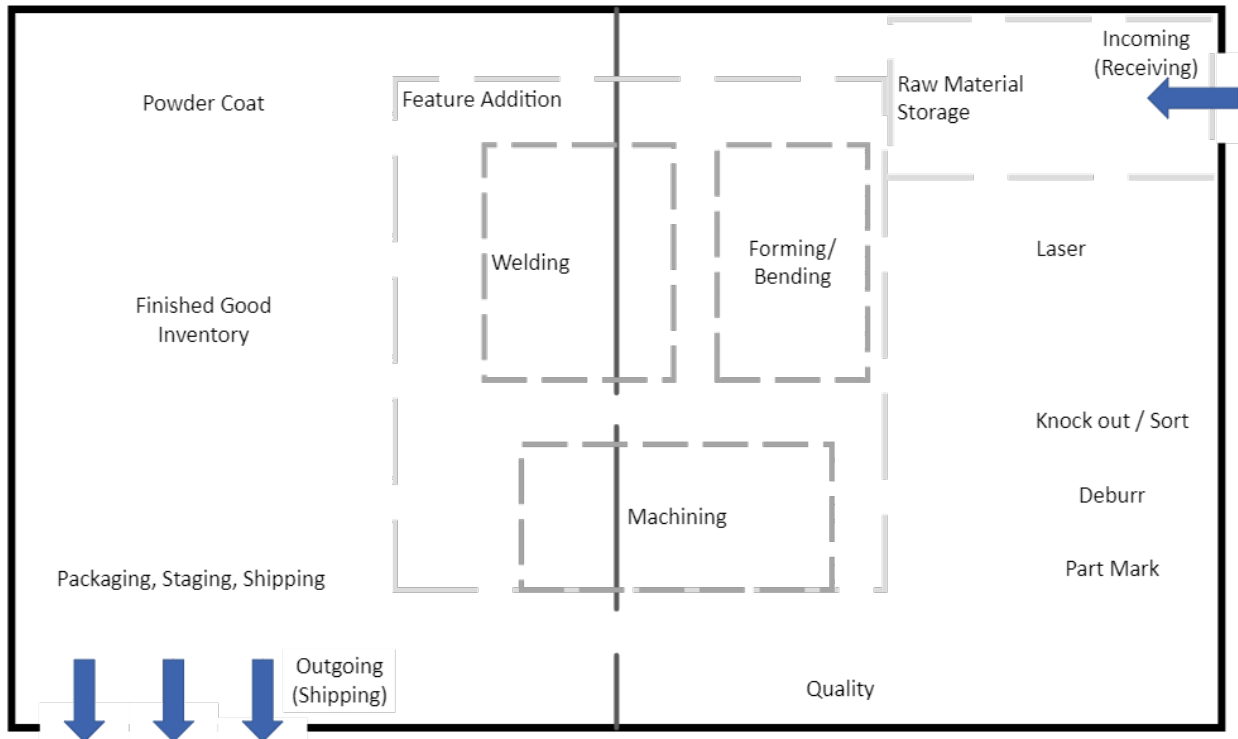 Incoming
(Receiving)
Raw Material
Storage
Powder Coat
Feature Addition
Welding
Forming/
Bending
Laser
Finished Good
Inventory
Knock out / Sort
Deburr
Machining
Part Mark
Packaging, Staging, Shipping
Outgoing
(Shipping)
Quality